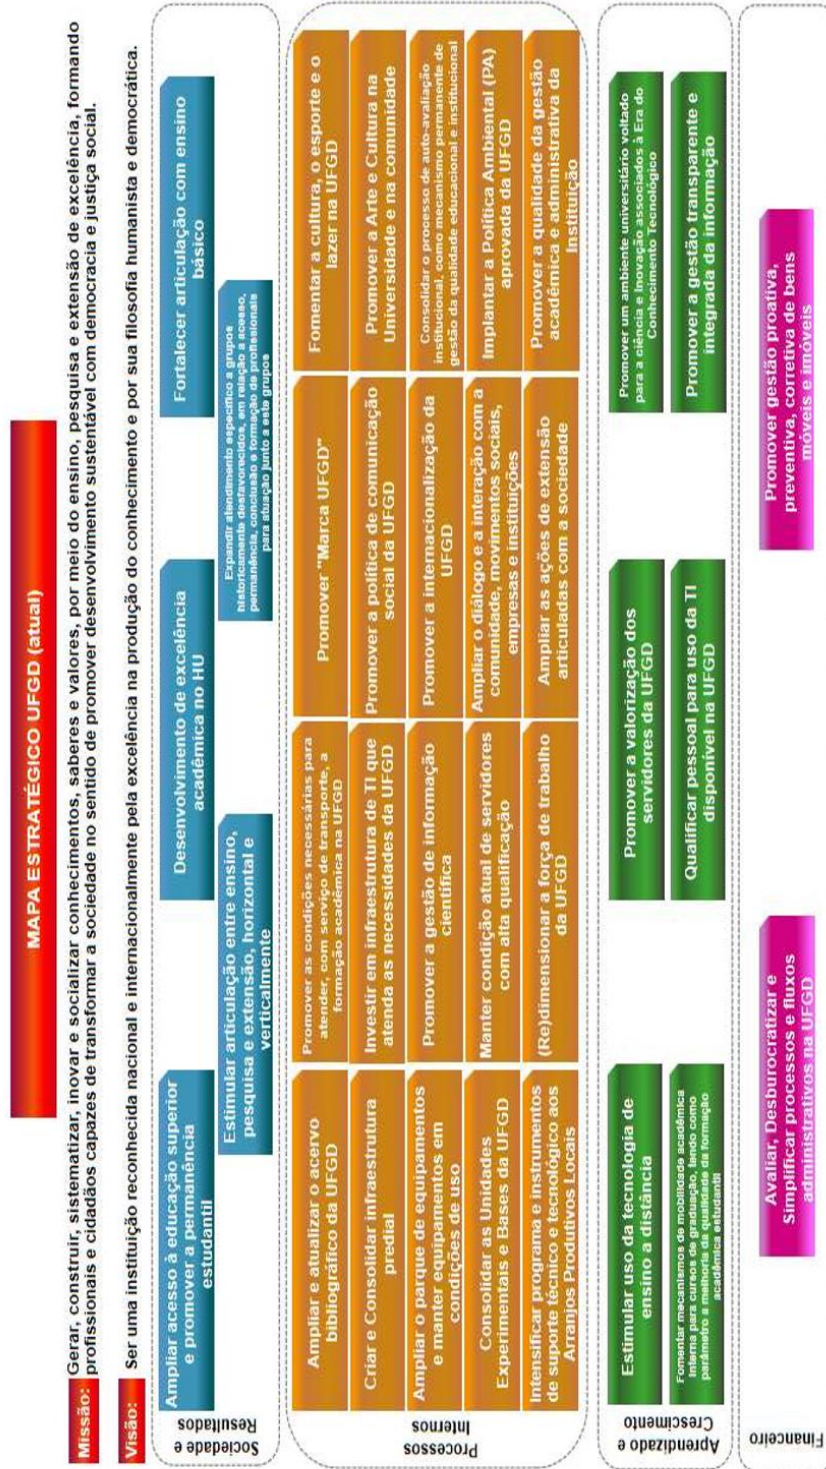 MAPA ESTRATÉGICO UFGD (atual)
Missão:
Gerar, construir, sistematizar, inovar e socializar conhecimentos, saberes e valores, por meio do ensino, pesquisa e extensão de excelência, formando
profissionais e cidadãos capazes de transformar a sociedade no sentido de promover desenvolvimento sustentável com democracia e justiça social.
Visão:
Ser uma instituição reconhecida nacional e internacionalmente pela excelência na produção do conhecimento e por sua filosofia humanista e democrática.
Sociedade e
Resultados
Ampliar acesso à educação superior
e promover a permanência
estudantil
Desenvolvimento de excelência
acadêmica no HU
Fortalecer articulação com ensino
básico
Estimular articulação entre ensino,
pesquisa e extensão, horizontal e
verticalmente
Expandir atendimento específico a grupos
historicamente desfavorecidos, em relação a acesso,
permanência, conclusão e formação de profissionais
para atuação junto a este grupos
Processos
Internos
Ampliar e atualizar o acervo
bibliográfico da UFGD
Promover as condições necessárias para
atender, com serviço de transporte, a
formação acadêmica na UFGD
Promover "Marca UFGD"
Fomentar a cultura, o esporte e o
lazer na UFGD
Criar e Consolidar infraestrutura
predial
Investir em infraestrutura de TI que
atenda as necessidades da UFGD
Promover a política de comunicação
social da UFGD
Promover a Arte e Cultura na
Universidade e na comunidade
Ampliar o parque de equipamentos
e manter equipamentos em
condições de uso
Promover a gestão de informação
científica
Promover a internacionalização da
UFGD
Consolidar o processo de auto-avaliação
institucional, como mecanismo permanente de
gestão da qualidade educacional e institucional
Consolidar as Unidades
Experimentais e Bases da UFGD
Manter condição atual de servidores
com alta qualificação
Ampliar o diálogo e a interação com a
comunidade, movimentos sociais,
empresas e instituições
Implantar a Política Ambiental (PA)
aprovada da UFGD
Intensificar programa e instrumentos
de suporte técnico e tecnológico aos
Arranjos Produtivos Locais
(Re)dimensionar a força de trabalho
da UFGD
Ampliar as ações de extensão
articuladas com a sociedade
Promover a qualidade da gestão
acadêmica e administrativa da
Instituição
Aprendizado e
Crescimento
Estimular uso da tecnologia de
ensino a distância
Promover a valorização dos
servidores da UFGD
Promover um ambiente universitário voltado
para a ciência e Inovação associados à Era do
Conhecimento Tecnológico
Fomentar mecanismos de mobilidade acadêmica
interna para cursos de graduação, tendo como
parâmetro a melhoria da qualidade da formação
acadêmica estudantil
Qualificar pessoal para uso da TI
disponível na UFGD
Promover a gestão transparente e
integrada da informação
Financeiro
Avaliar, Desburocratizar e
Simplificar processos e fluxos
administrativos na UFGD
Promover gestão proativa,
preventiva, corretiva de bens
móveis e imóveis